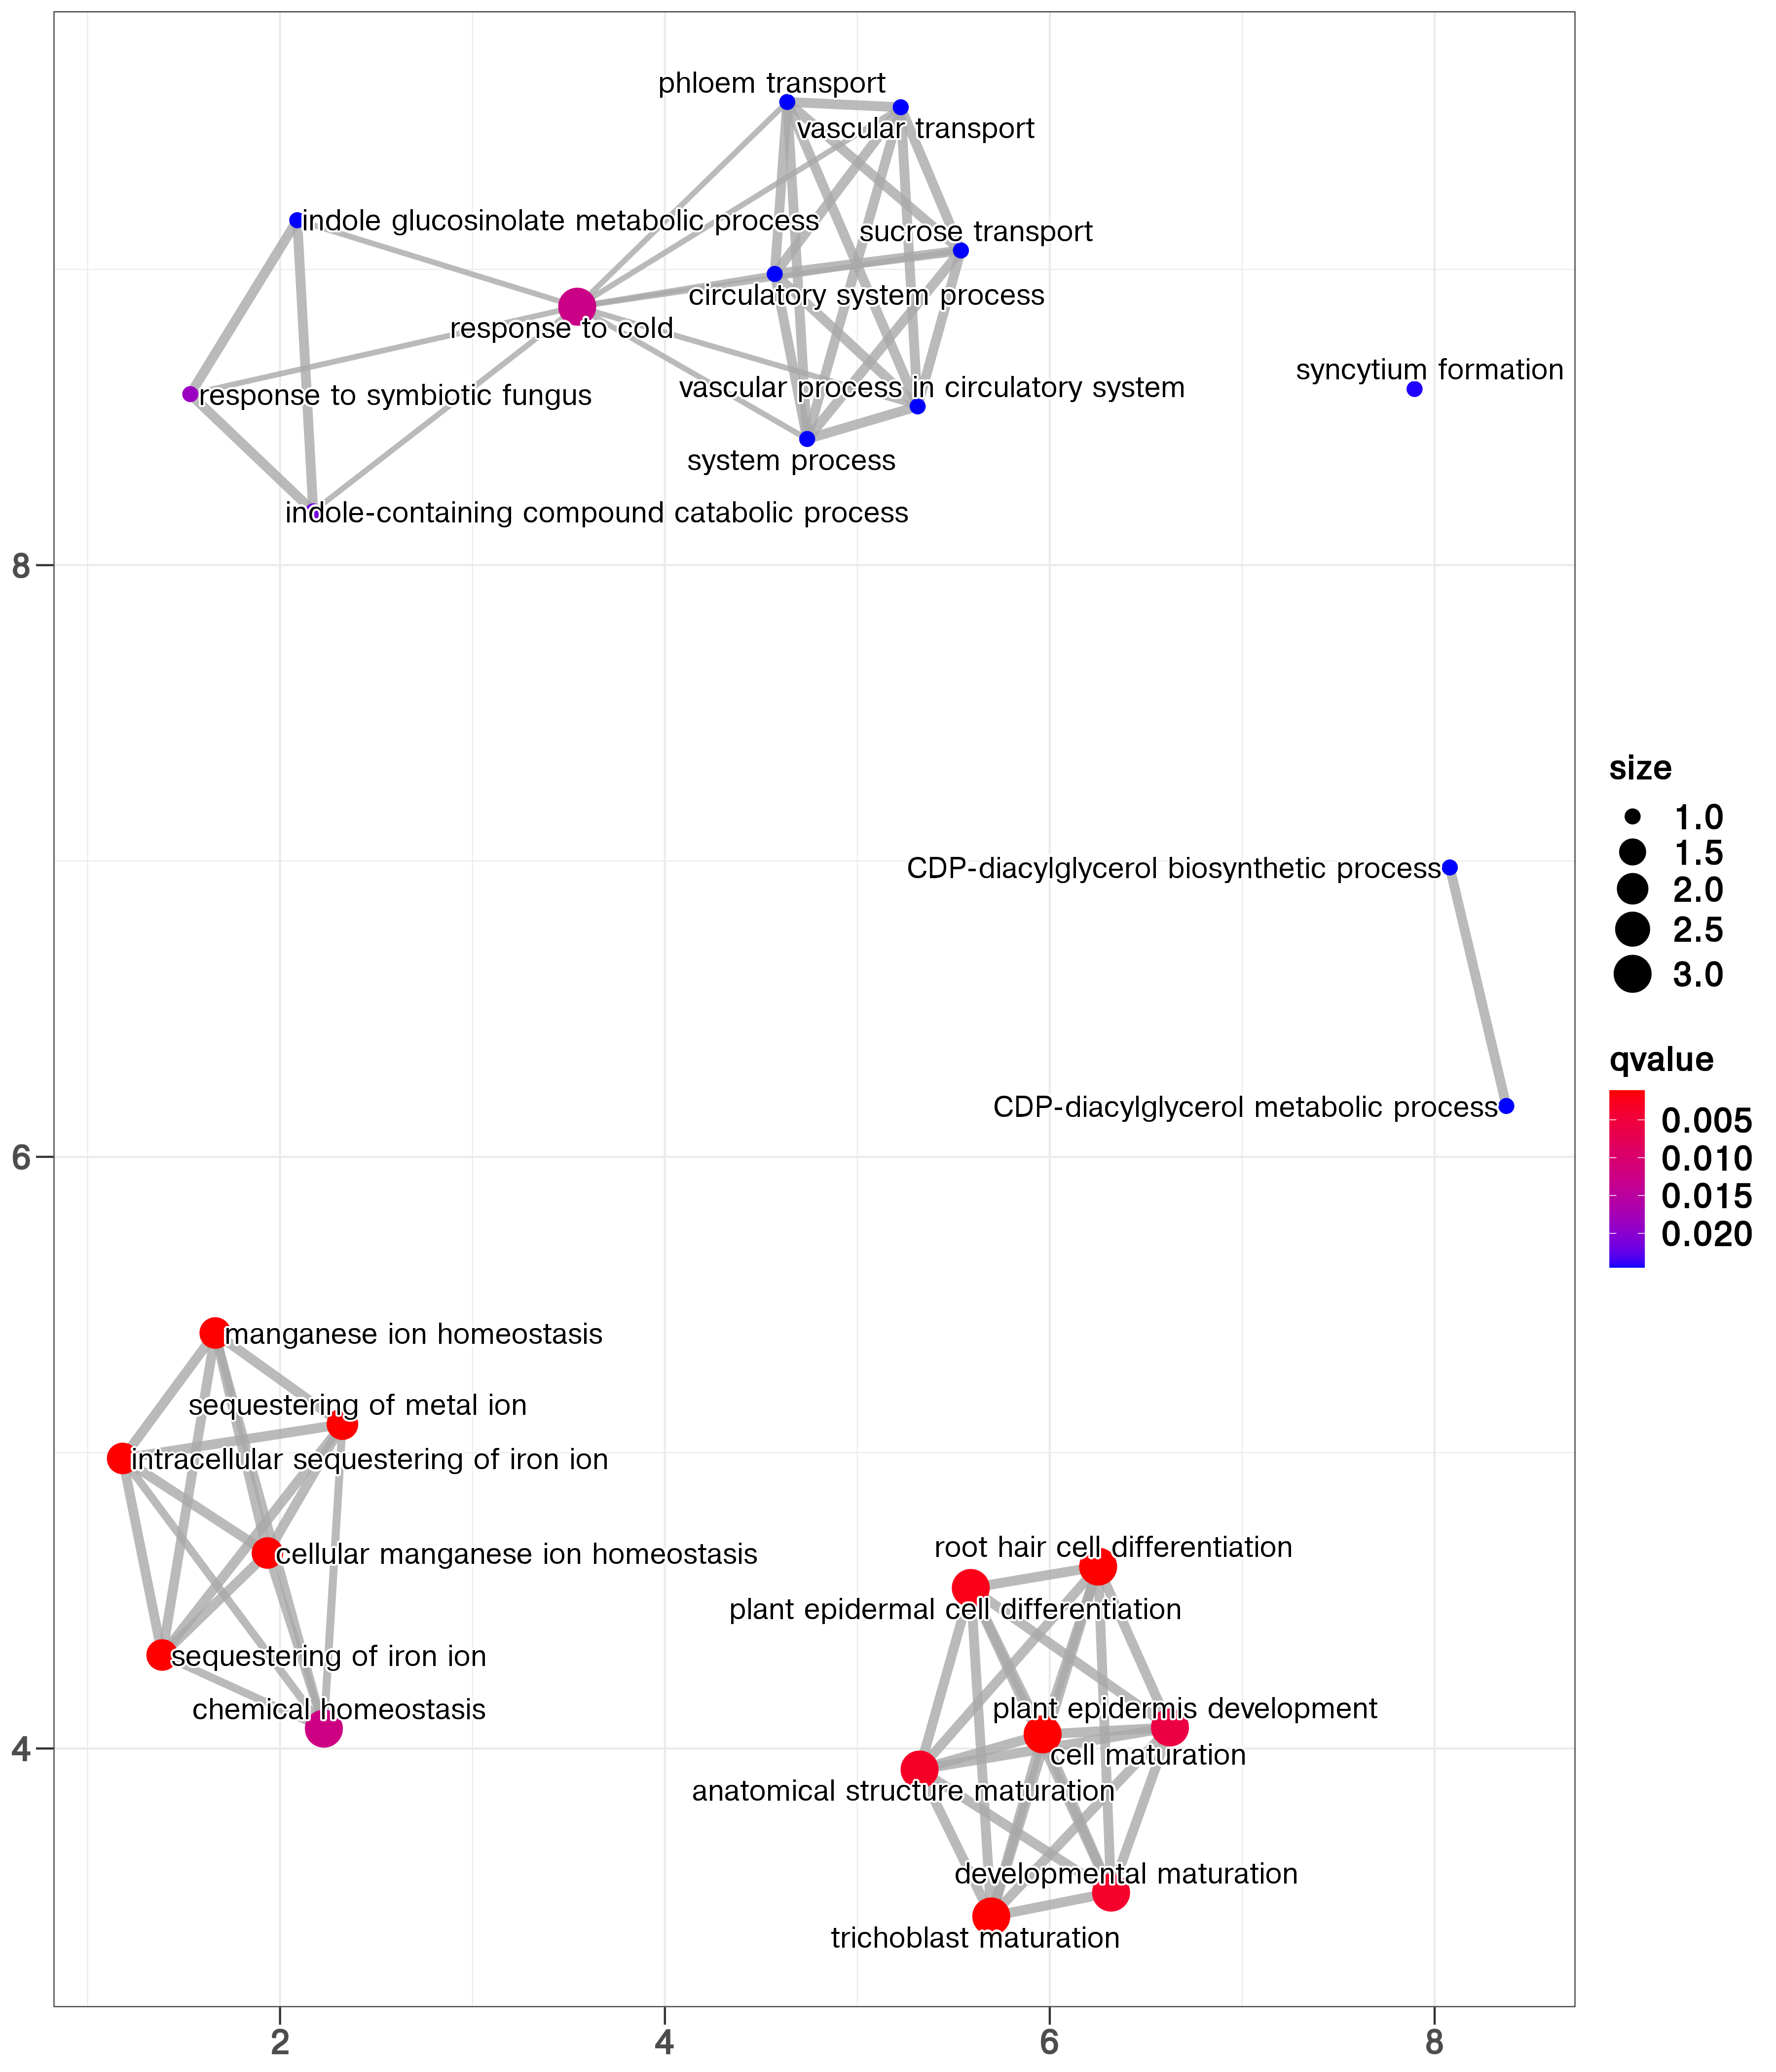 phloem transport
vascular transport
indole glucosinolate metabolic process
sucrose transport
circulatory system process
response to cold
syncytium formation
vascular process in circulatory system
response to symbiotic fungus
system process
indole-containing compound catabolic process
8
size
1.0
1.5
CDP-diacylglycerol biosynthetic process
2.0
2.5
3.0
qvalue
CDP-diacylglycerol metabolic process
0.005
6
0.010
0.015
0.020
manganese ion homeostasis
sequestering of metal ion
intracellular sequestering of iron ion
root hair cell differentiation
cellular manganese ion homeostasis
plant epidermal cell differentiation
sequestering of iron ion
plant epidermis development
chemical homeostasis
4
cell maturation
anatomical structure maturation
developmental maturation
trichoblast maturation
2
4
6
8